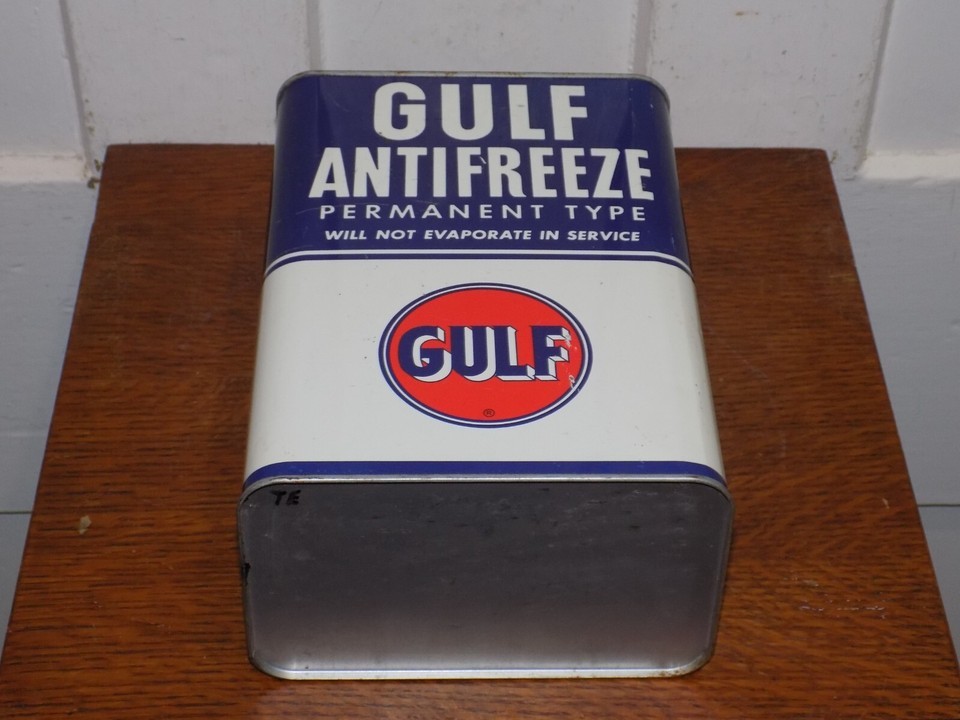 GULF
ANTIFREEZE
PERMANENT TYPE
WILL NOT EVAPORATE IN SERVICE
GULF
®
TE